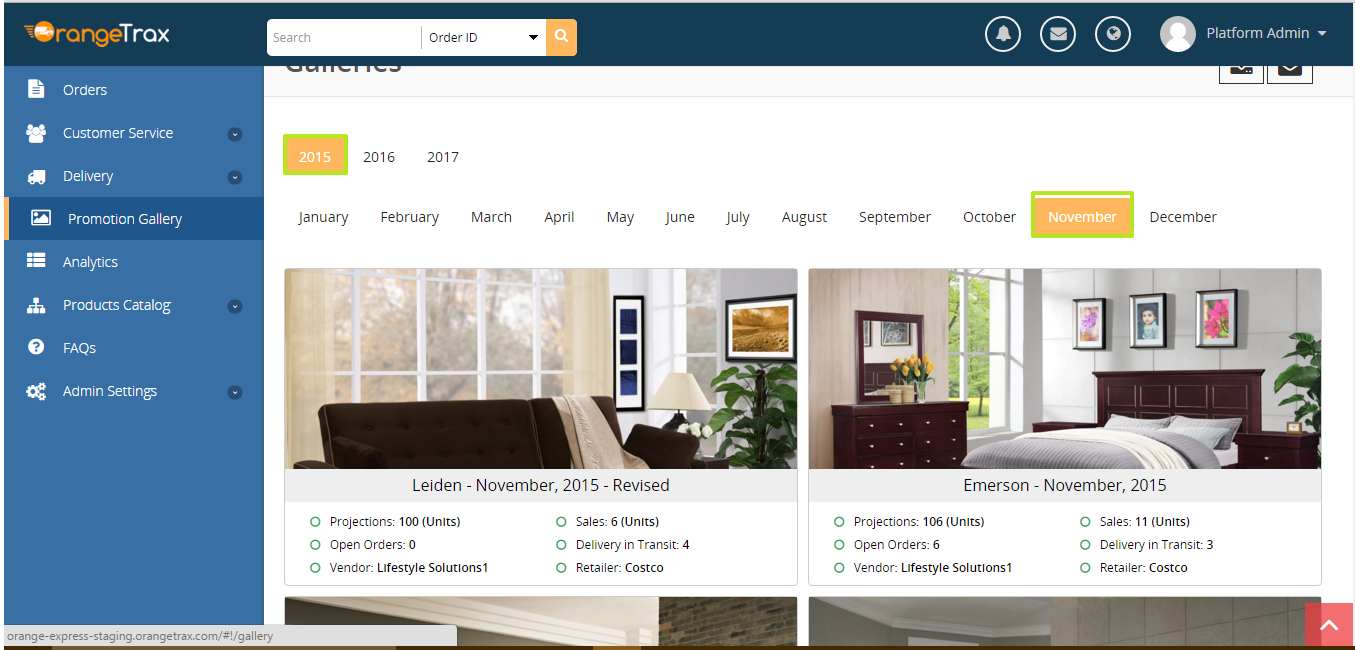 OrangeTrax
Search
Order ID
Platform Admin
Galleries
Orders
Customer Service
Delivery
Promotion Gallery
Analytics
Products Catalog
FAQs
Admin Settings
2015 2016 2017
January February March April May June July August September October November December
Leiden - November, 2015 - Revised
Projections: 100 (Units) Sales: 6 (Units)
Open Orders: 0 Delivery in Transit: 4
Vendor: Lifestyle Solutions1 Retailer: Costco
Emerson - November, 2015
Projections: 106 (Units) Sales: 11 (Units)
Open Orders: 6 Delivery in Transit: 3
Vendor: Lifestyle Solutions1 Retailer: Costco
orange-express-staging.orangetrax.com/#!/gallery